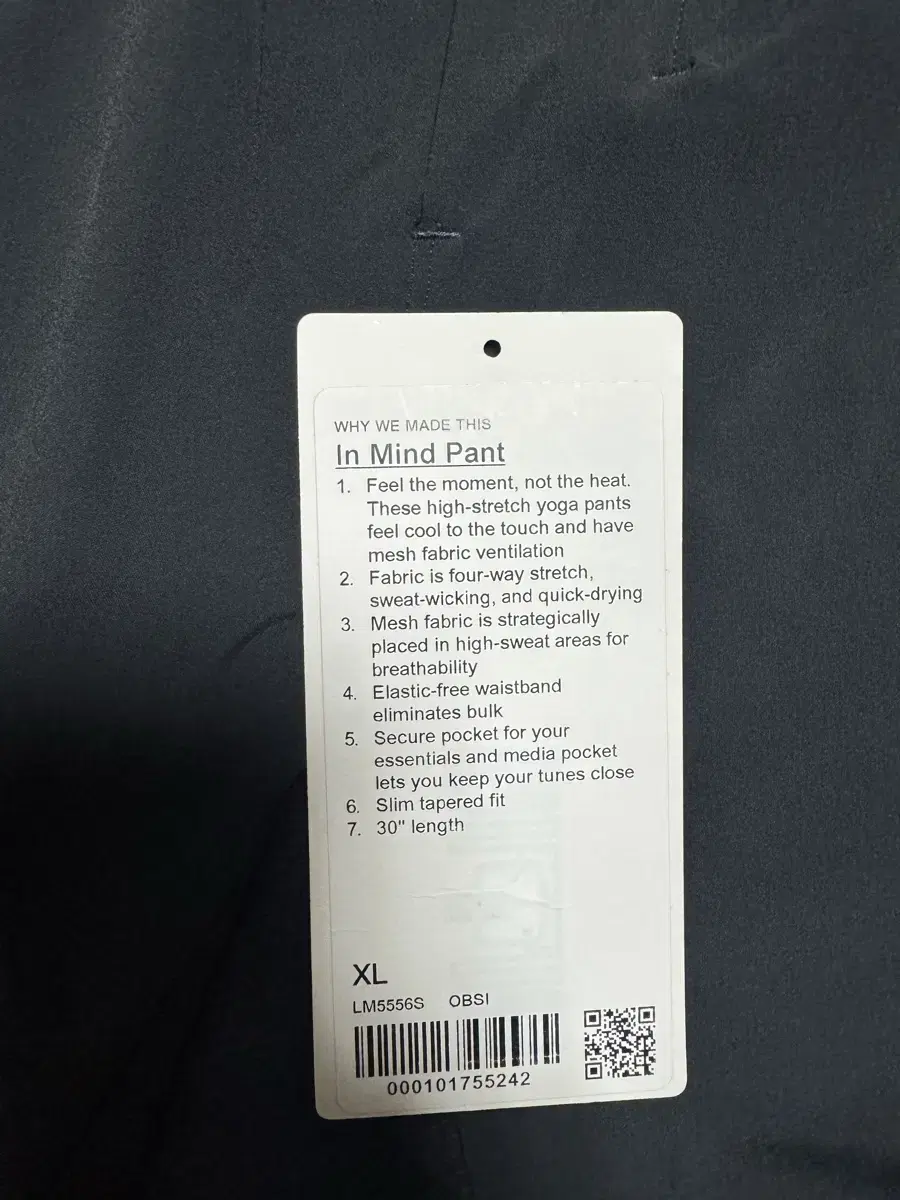 WHY WE MADE THIS
In Mind Pant
1. Feel the moment, not the heat.
These high-stretch yoga pants
feel cool to the touch and have
mesh fabric ventilation
2. Fabric is four-way stretch,
sweat-wicking, and quick-drying
3. Mesh fabric is strategically
placed in high-sweat areas for
breathability
4. Elastic-free waistband
eliminates bulk
5. Secure pocket for your
essentials and media pocket
lets you keep your tunes close
6. Slim tapered fit
7. 30" length
XL
LM5556S OBSI
000101755242